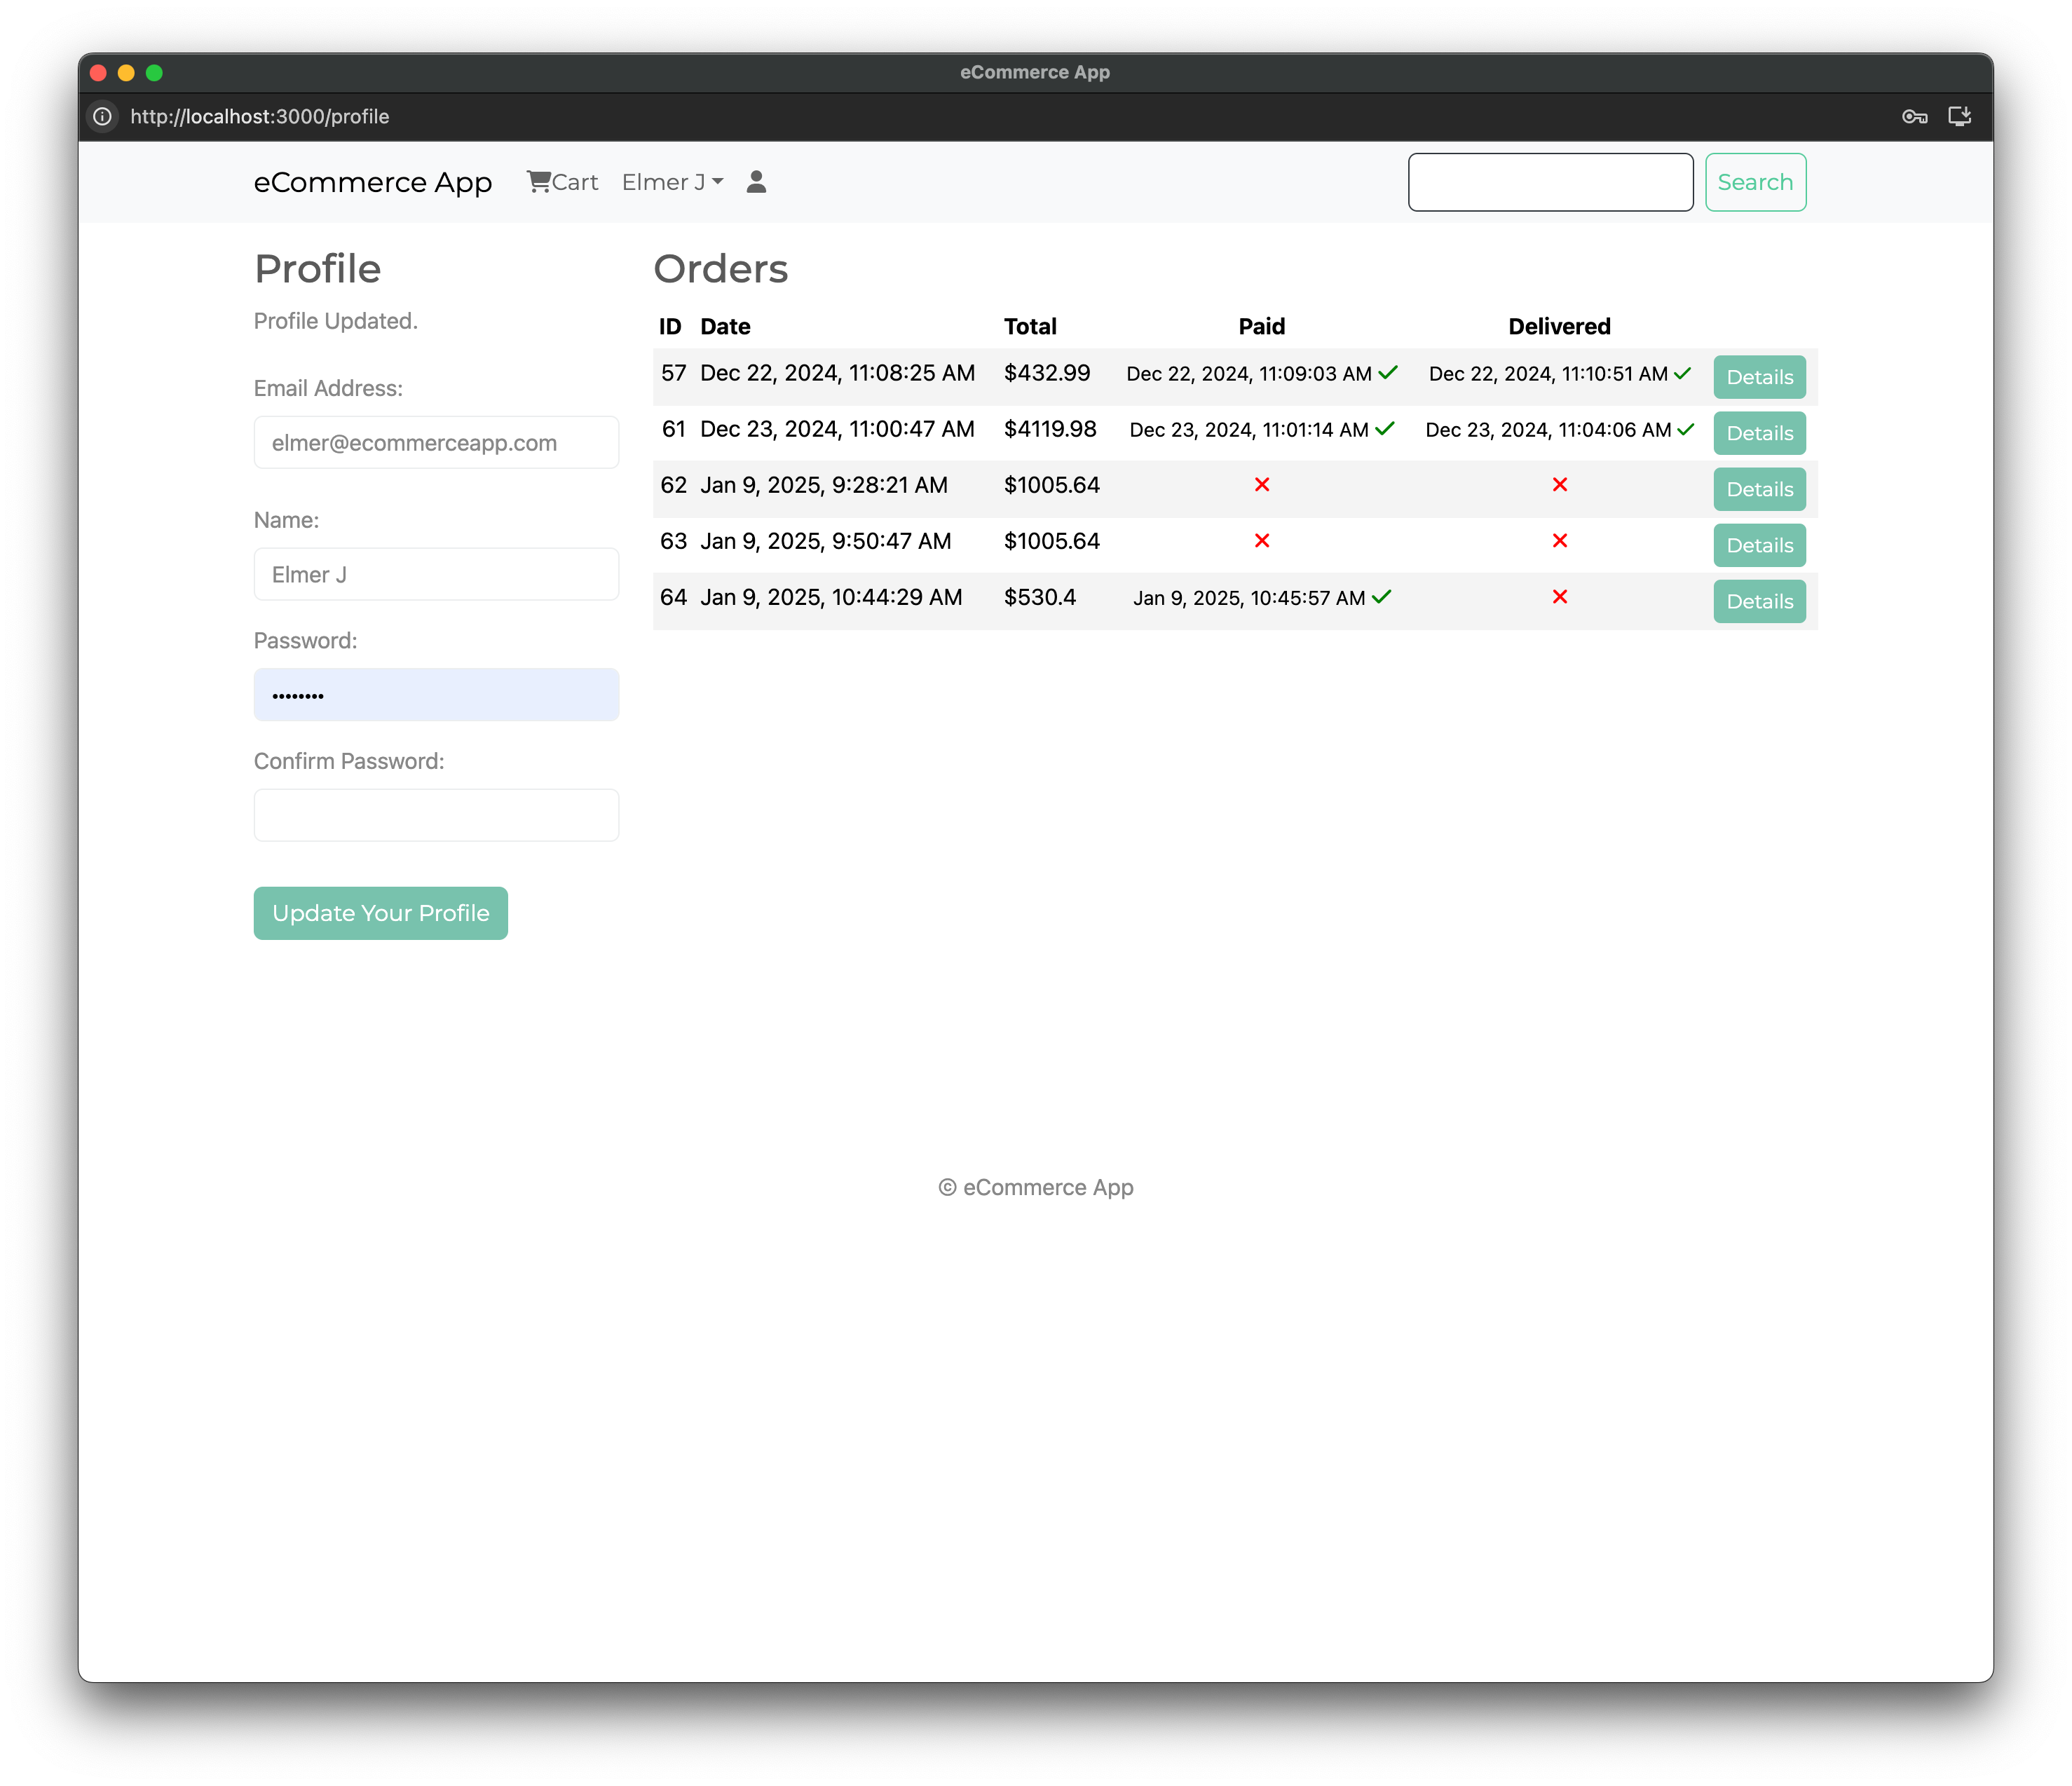 eCommerce App
http://localhost:3000/profile
eCommerce App Cart Elmer J Search
Profile
Profile Updated.
Email Address:
elmer@ecommerceapp.com
Name:
Elmer J
Password:
••••••••
Confirm Password:
Update Your Profile
Orders
ID Date Total Paid Delivered
57 Dec 22, 2024, 11:08:25 AM $432.99 Dec 22, 2024, 11:09:03 AM Dec 22, 2024, 11:10:51 AM Details
61 Dec 23, 2024, 11:00:47 AM $4119.98 Dec 23, 2024, 11:01:14 AM Dec 23, 2024, 11:04:06 AM Details
62 Jan 9, 2025, 9:28:21 AM $1005.64 Details
63 Jan 9, 2025, 9:50:47 AM $1005.64 Details
64 Jan 9, 2025, 10:44:29 AM $530.4 Jan 9, 2025, 10:45:57 AM Details
© eCommerce App